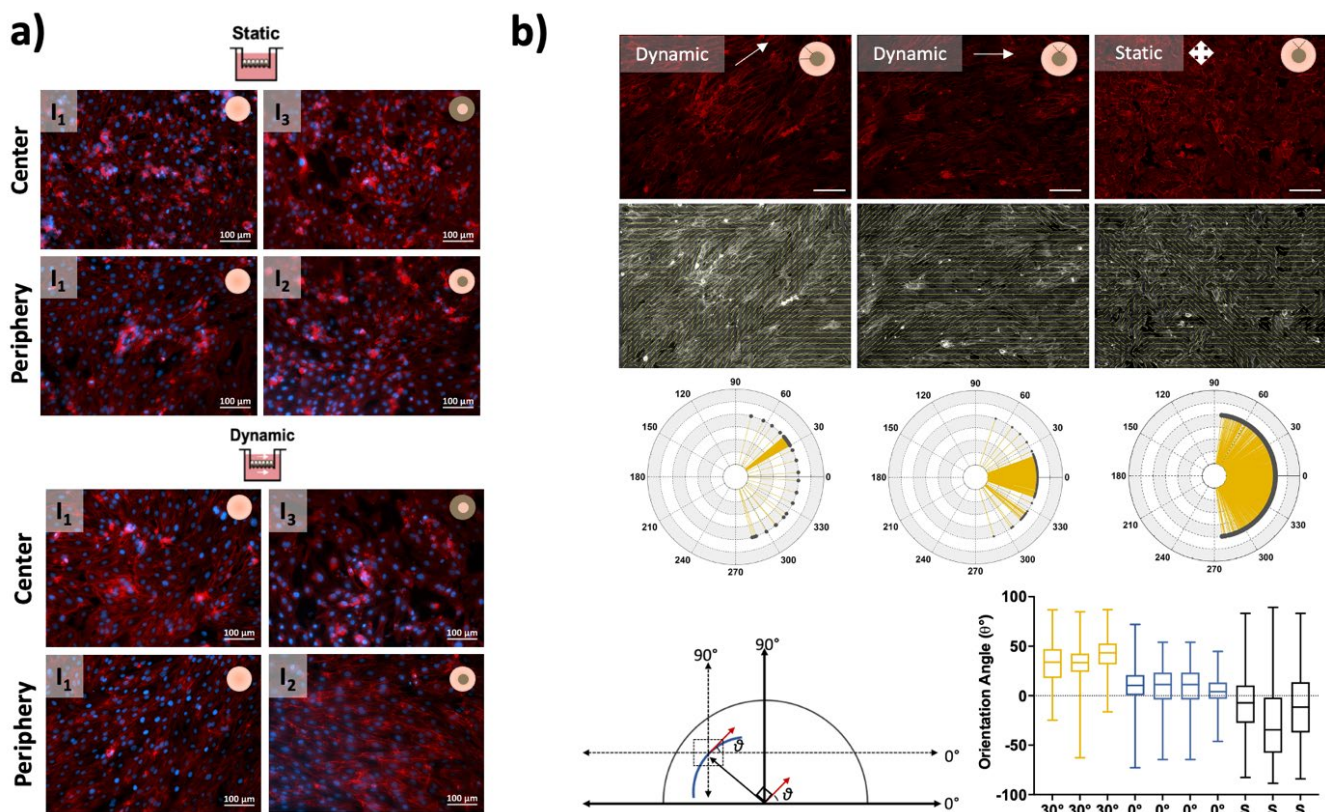 a)
Static
Center
I1
100 μm
I3
100 μm
Periphery
I1
100 μm
I2
100 μm
Dynamic
Center
I1
100 μm
I3
100 μm
Periphery
I1
100 μm
I2
100 μm
b)
Dynamic
Dynamic
Static
90
120
60
150
30
180
0
210
330
240
300
270
90
120
60
150
30
180
0
210
330
240
300
270
90
120
60
150
30
180
0
210
330
240
300
270
90°
90°
ϑ
0°
ϑ
0°
Orientation Angle (θ°)
100
50
0
-50
-100
30° 30° 30° 0° 0° 0° 0° S S S